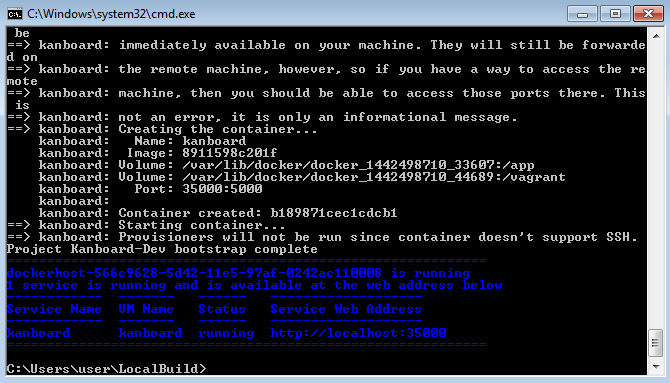 C:\Windows\system32\cmd.exe
 be
==> kanboard: immediately available on your machine. They will still be forwarde
d on
==> kanboard: the remote machine, however, so if you have a way to access the re
mote
==> kanboard: machine, then you should be able to access those ports there. This
 is
==> kanboard: not an error, it is only an informational message.
==> kanboard: Creating the container...
    kanboard:   Name: kanboard
    kanboard:  Image: 8911598c201f
    kanboard: Volume: /var/lib/docker/docker_1442498710_33607:/app
    kanboard: Volume: /var/lib/docker/docker_1442498710_44689:/vagrant
    kanboard:   Port: 35000:5000
    kanboard:
    kanboard: Container created: b189871cec1cdcb1
==> kanboard: Starting container...
==> kanboard: Provisioners will not be run since container doesn't support SSH.
Project Kanboard-Dev bootstrap complete
============================================================
dockerhost-566c9628-5d42-11e5-97af-0242ac110008 is running
1 service is running and is available at the web address below
------------  --------  -------  -------------------
Service Name  VM Name   Status   Service Web Address
------------  --------  -------  -------------------
kanboard      kanboard  running  http://localhost:35000
============================================================
C:\Users\user\LocalBuild>